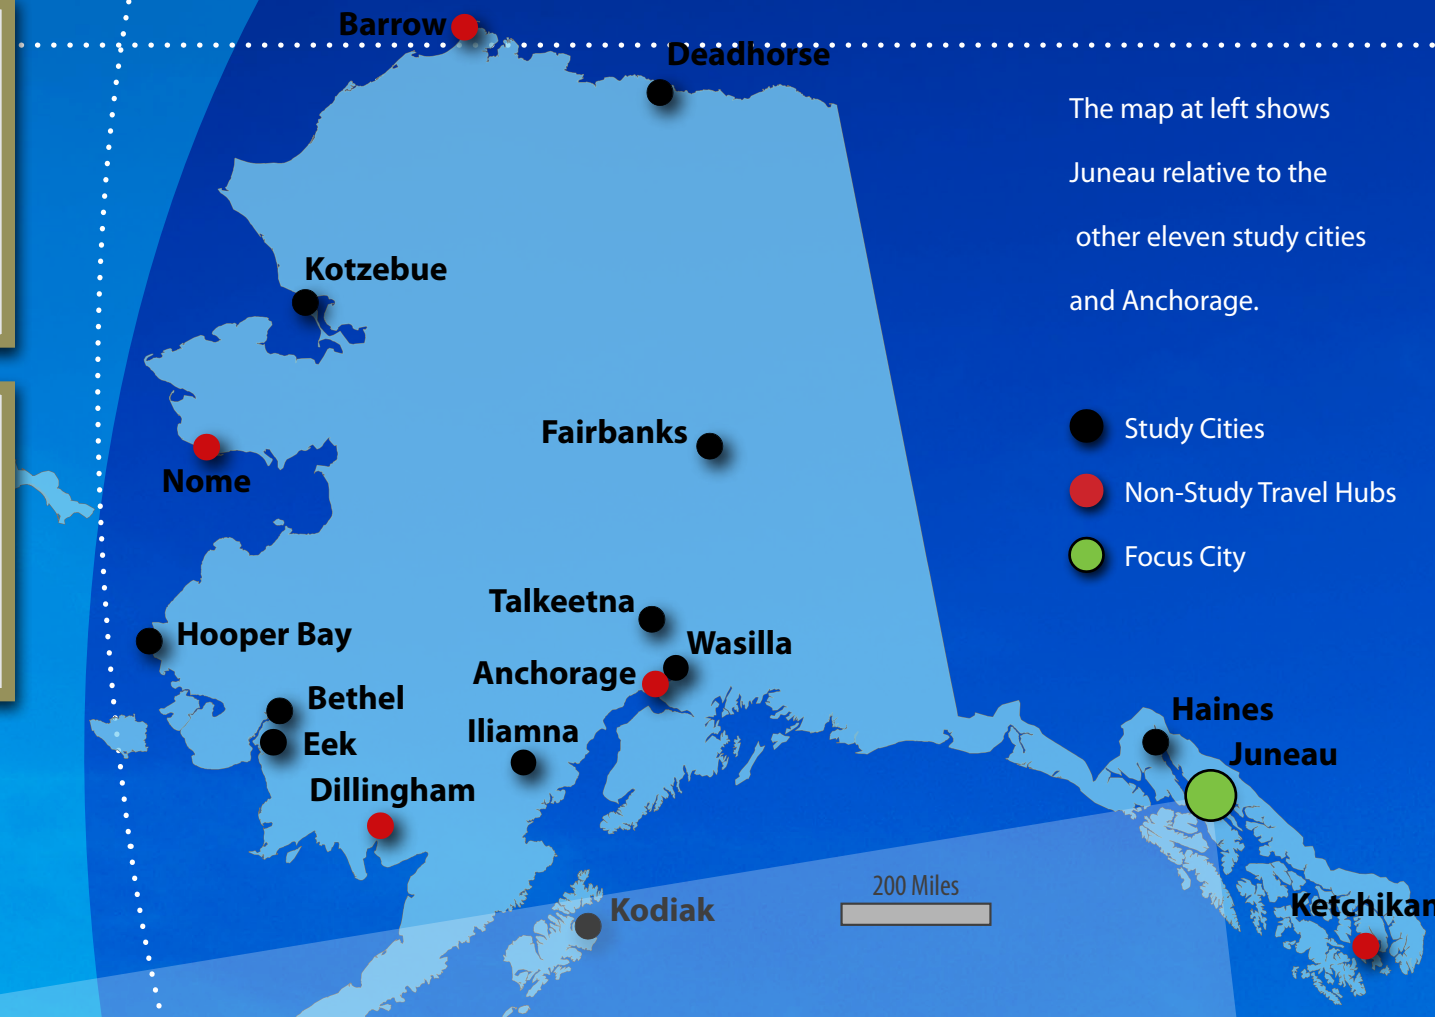 Barrow
Deadhorse
The map at left shows
Juneau relative to the
other eleven study cities
and Anchorage.
Kotzebue
Fairbanks
Study Cities
Nome
Non-Study Travel Hubs
Focus City
Talkeetna
Hooper Bay
Wasilla
Anchorage
Bethel
Haines
Iliamna
Eek
Juneau
Dillingham
200 Miles
Kodiak
Ketchikan